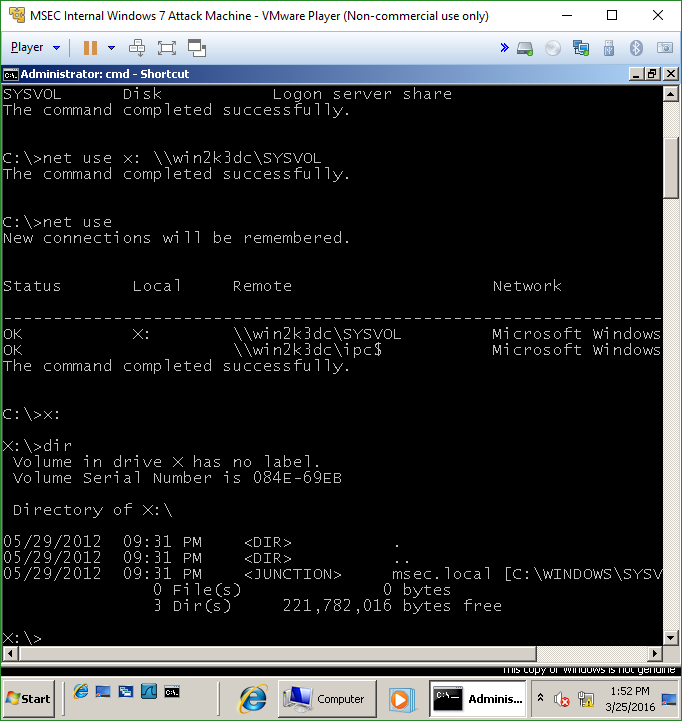 MSEC Internal Windows 7 Attack Machine - VMware Player (Non-commercial use only)
Player
Administrator: cmd - Shortcut
SYSVOL Disk Logon server share
The command completed successfully.
C:\>net use x: \\win2k3dc\SYSVOL
The command completed successfully.
C:\>net use
New connections will be remembered.
Status Local Remote Network
-------------------------------------------------------------------------------
OK X: \\win2k3dc\SYSVOL Microsoft Windows
OK \\win2k3dc\ipc$ Microsoft Windows
The command completed successfully.
C:\>x:
X:\>dir
Volume in drive X has no label.
Volume Serial Number is 084E-69EB
Directory of X:\
05/29/2012 09:31 PM <DIR> .
05/29/2012 09:31 PM <DIR> ..
05/29/2012 09:31 PM <JUNCTION> msec.local [C:\WINDOWS\SYSV
0 File(s) 0 bytes
3 Dir(s) 221,782,016 bytes free
X:\>
This copy of Windows is not genuine
Start
C:\
Computer
C:\
Adminis...
1:52 PM
3/25/2016